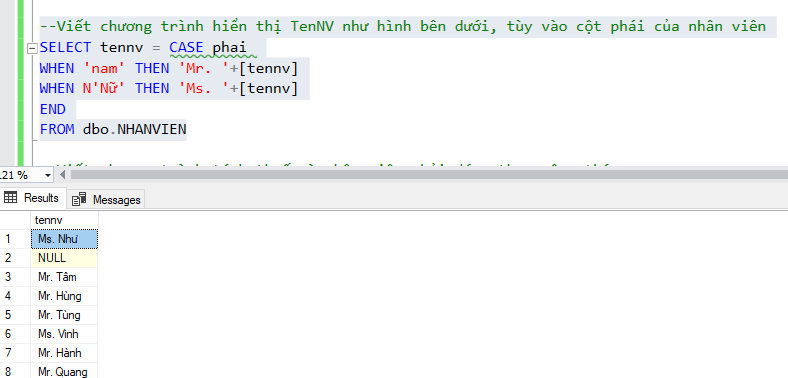 --Viết chương trình hiển thị TenNV như hình bên dưới, tùy vào cột phái của nhân viên
SELECT tennv = CASE phai
WHEN 'nam' THEN 'Mr. '+[tennv]
WHEN N'Nữ' THEN 'Ms. '+[tennv]
END
FROM dbo.NHANVIEN
121 %
Results Messages
tennv
1 Ms. Như
2 NULL
3 Mr. Tâm
4 Mr. Hùng
5 Mr. Tùng
6 Ms. Vinh
7 Mr. Hành
8 Mr. Quang